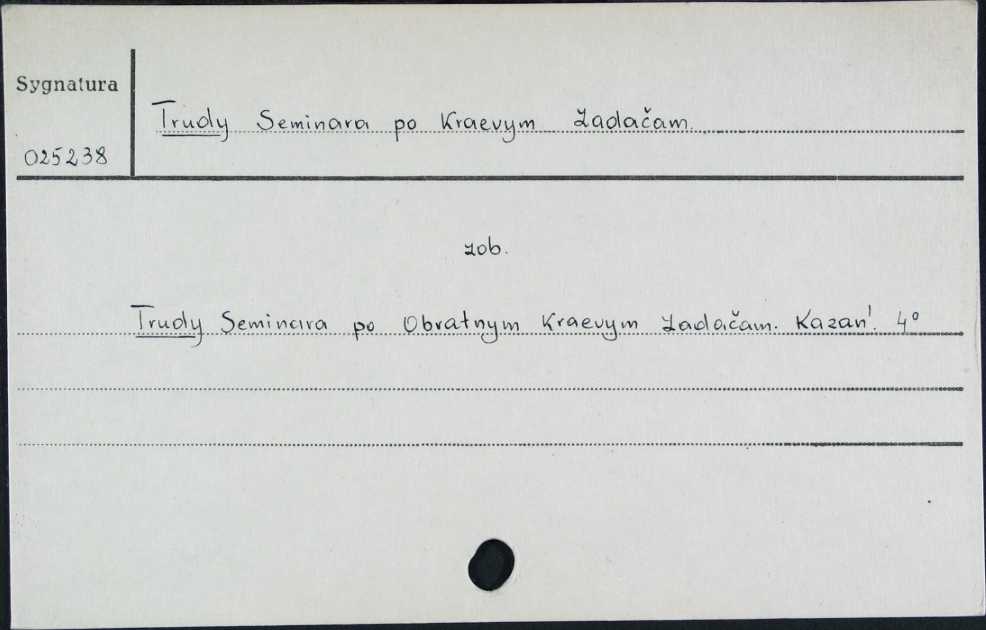 Sygnatura
Trudy Seminara po Kraevym Zadačam.
025238
zob.
Trudy Seminara po Obratnym Kraevym Zadačam. Kazan'. 4°